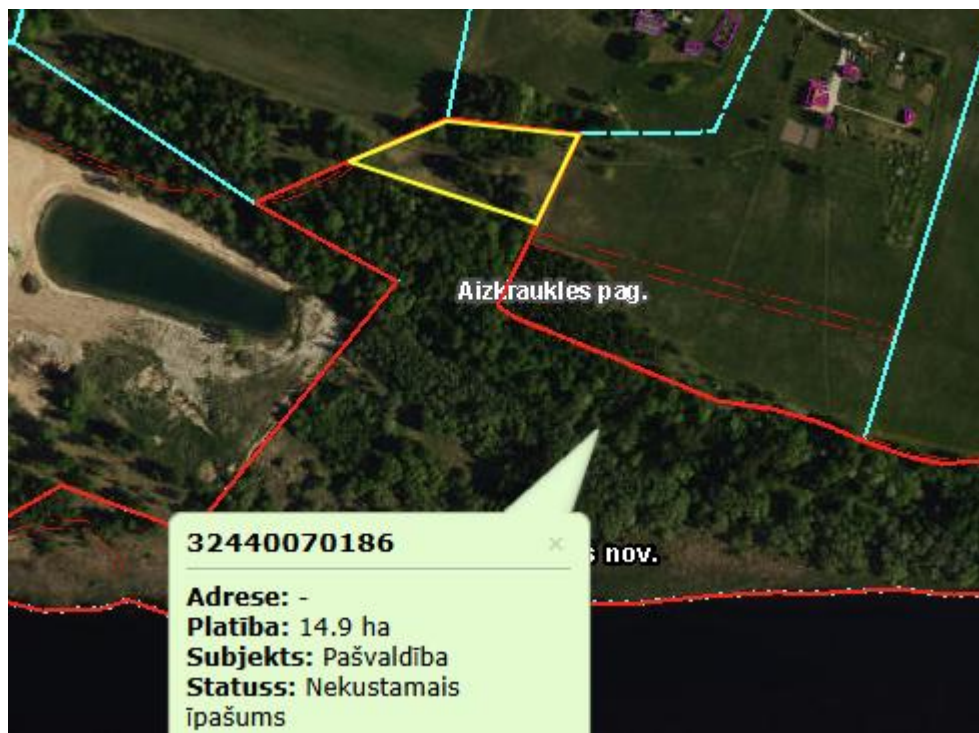 Aizkraukles pag.
s nov.
32440070186 ×
Adrese: -
Platība: 14.9 ha
Subjekts: Pašvaldība
Statuss: Nekustamais
īpašums